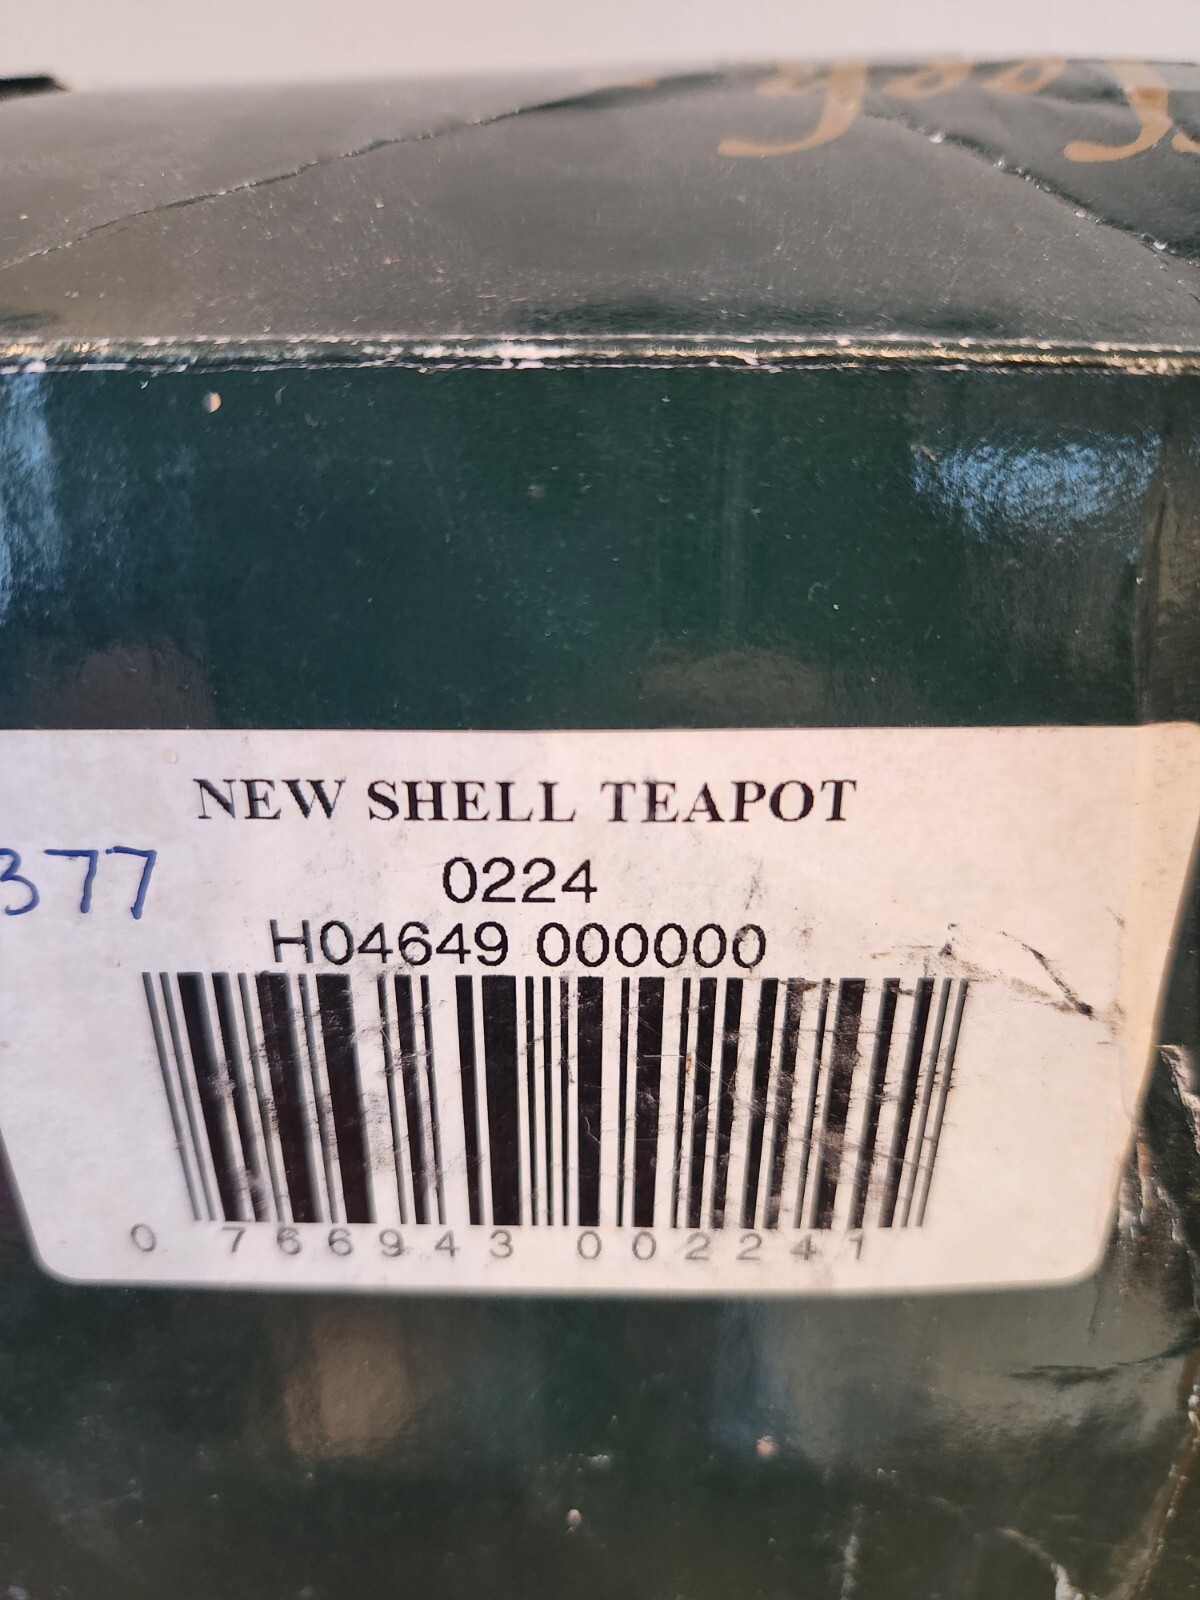 NEW SHELL TEAPOT
377
0224
H04649 000000
0 766943 002241